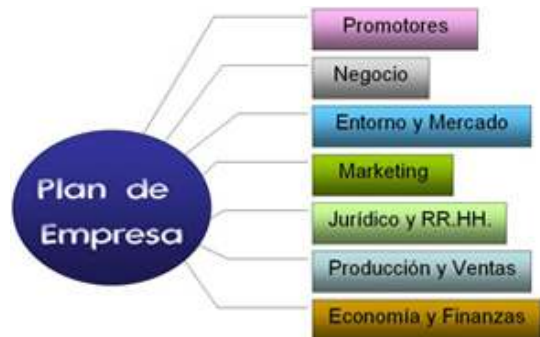 Plan de
Empresa
Promotores
Negocio
Entorno y Mercado
Marketing
Jurídico y RR.HH.
Producción y Ventas
Economía y Finanzas